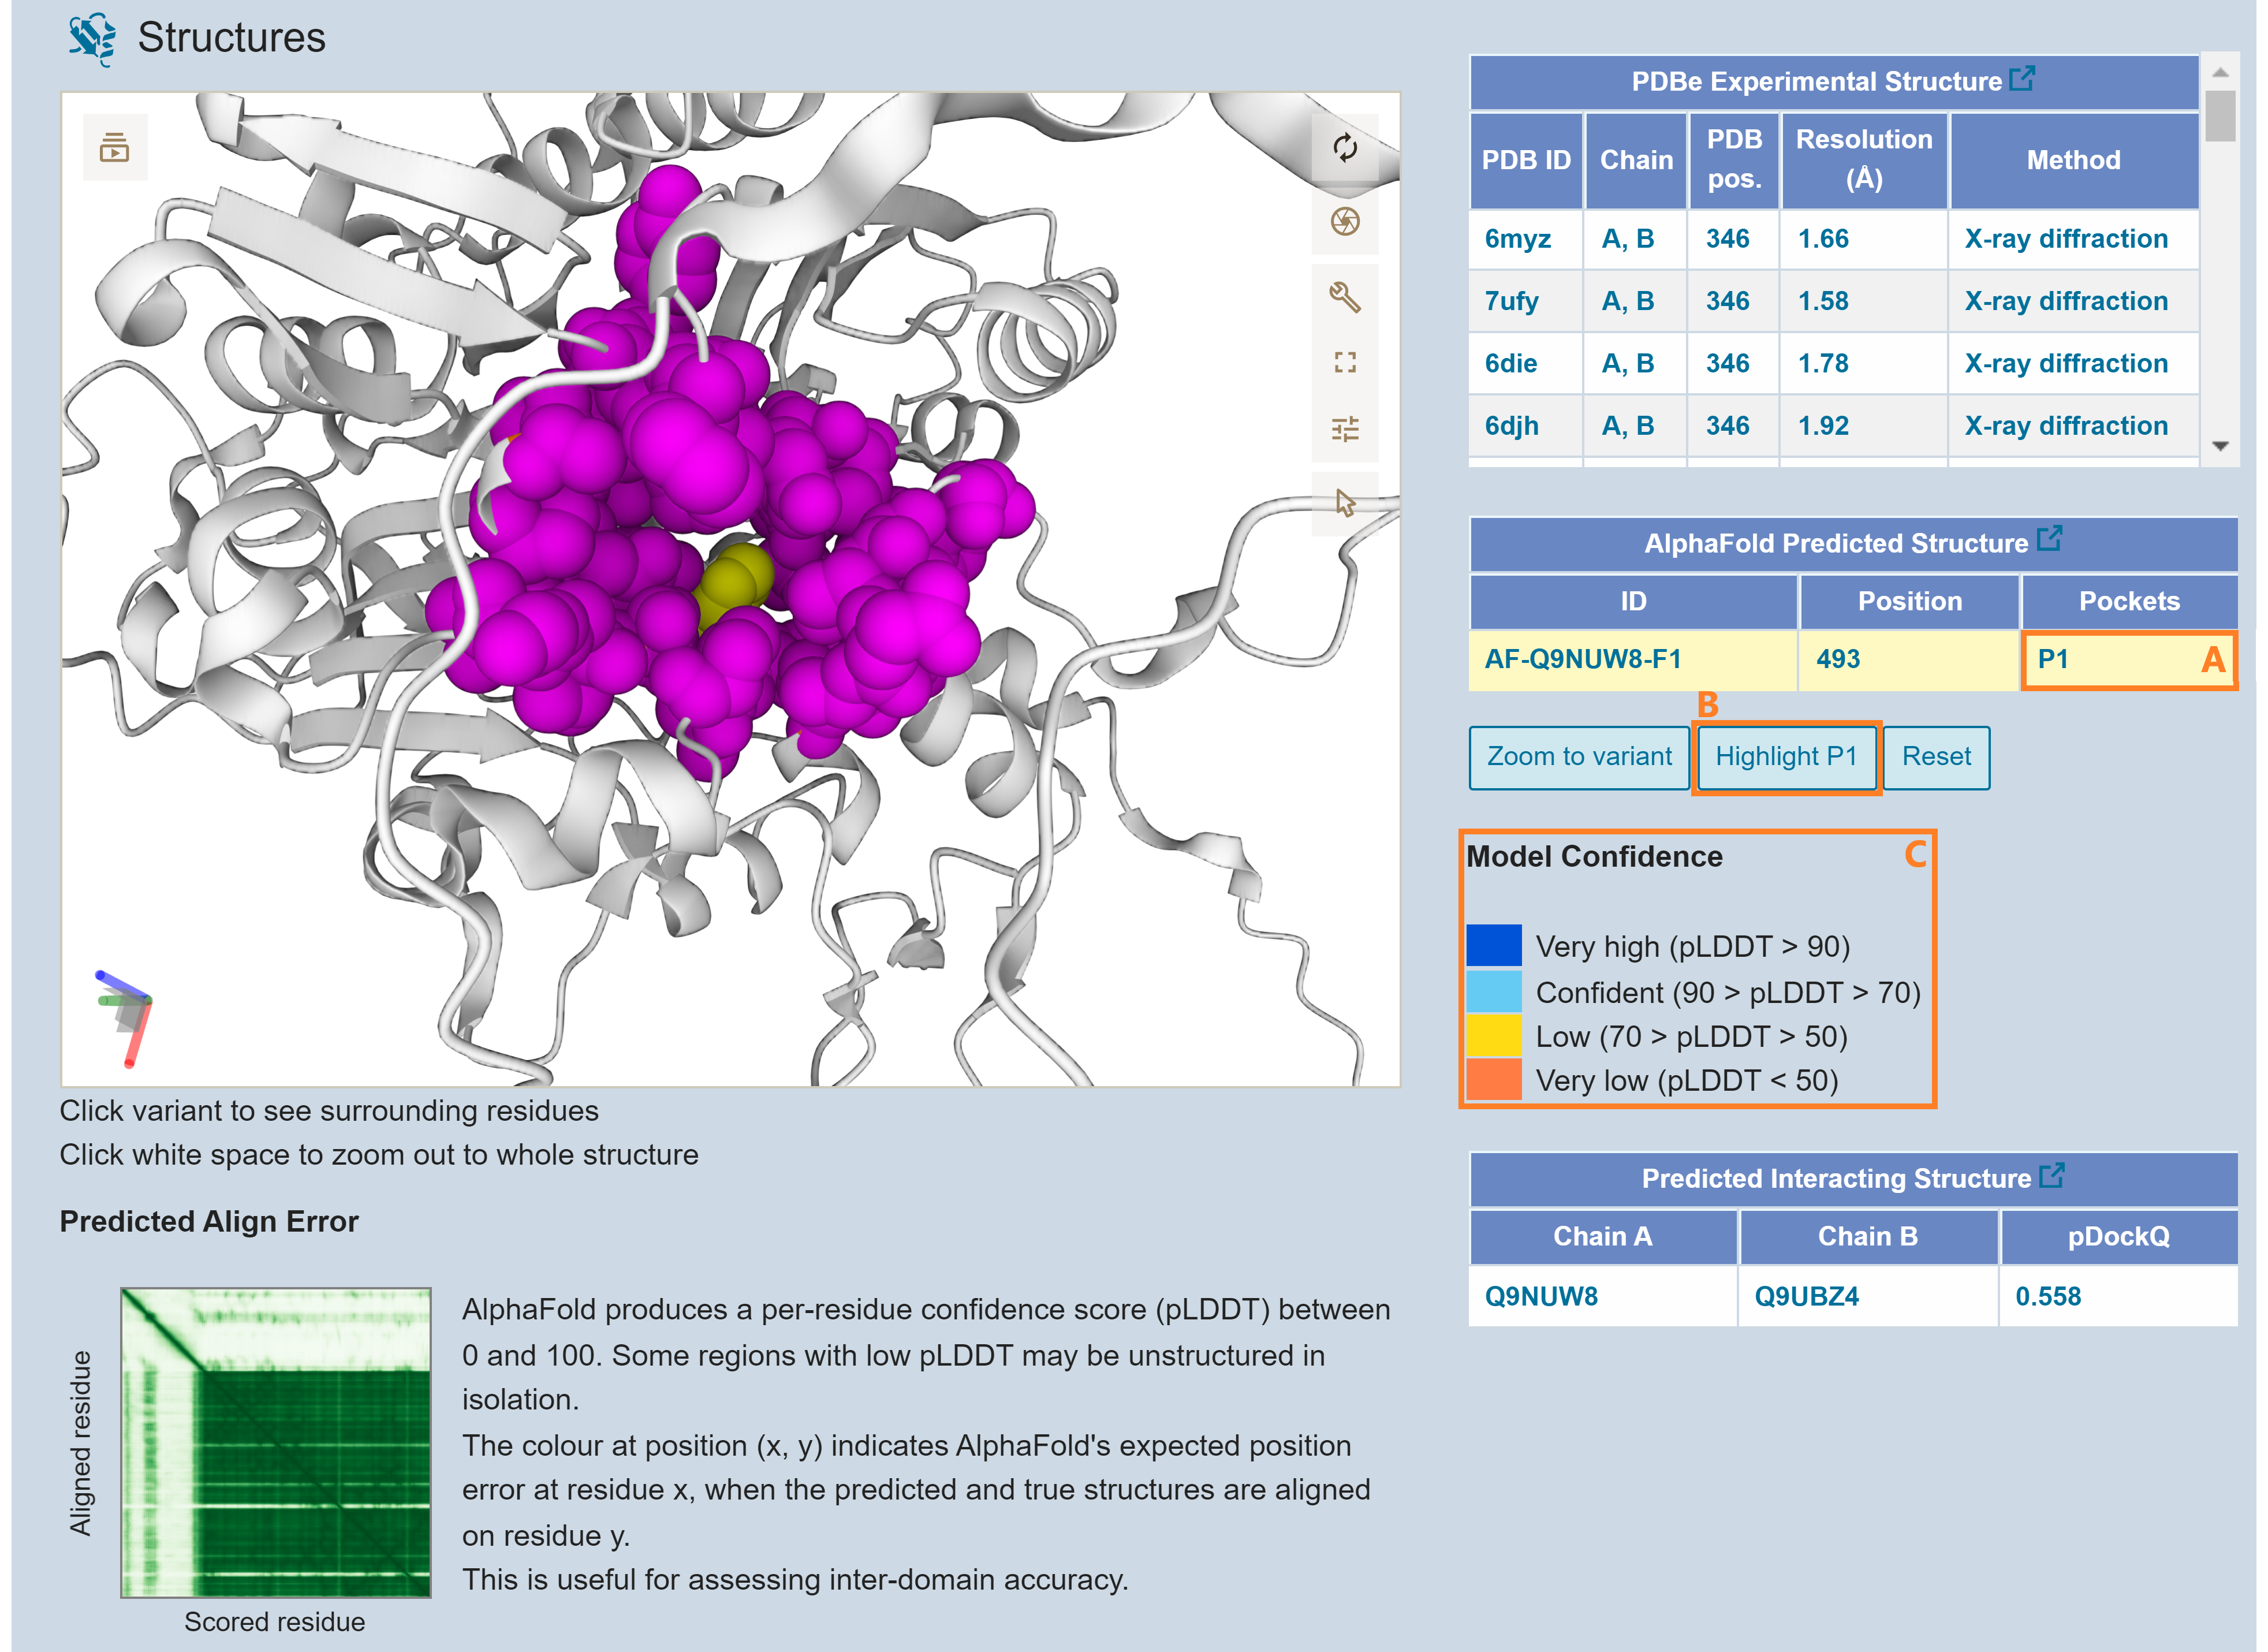 Structures
PDBe Experimental Structure
PDB ID Chain PDB pos. Resolution (Å) Method
6myz A, B 346 1.66 X-ray diffraction
7ufy A, B 346 1.58 X-ray diffraction
6die A, B 346 1.78 X-ray diffraction
6djh A, B 346 1.92 X-ray diffraction
AlphaFold Predicted Structure
ID Position Pockets
AF-Q9NUW8-F1 493 P1 A
B
Zoom to variant Highlight P1 Reset
Model Confidence C
Very high (pLDDT > 90)
Confident (90 > pLDDT > 70)
Low (70 > pLDDT > 50)
Very low (pLDDT < 50)
Predicted Interacting Structure
Chain A Chain B pDockQ
Q9NUW8 Q9UBZ4 0.558
Click variant to see surrounding residues
Click white space to zoom out to whole structure
Predicted Align Error
Aligned residue
Scored residue
AlphaFold produces a per-residue confidence score (pLDDT) between
0 and 100. Some regions with low pLDDT may be unstructured in
isolation.
The colour at position (x, y) indicates AlphaFold's expected position
error at residue x, when the predicted and true structures are aligned
on residue y.
This is useful for assessing inter-domain accuracy.